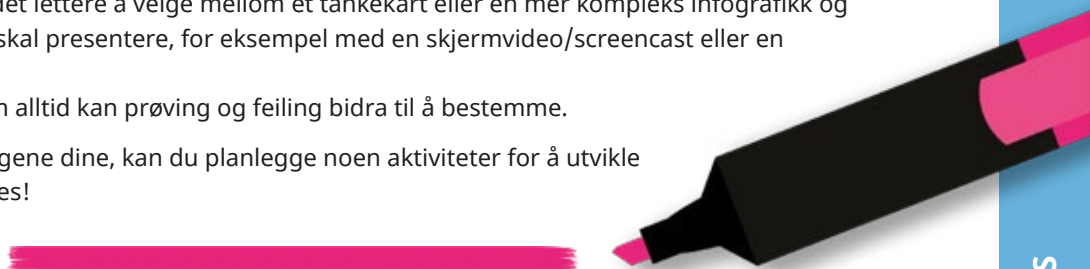 det lettere å velge mellom et tankekart eller en mer kompleks infografikk og
skal presentere, for eksempel med en skjermvideo/screencast eller en
alltid kan prøving og feiling bidra til å bestemme.
gene dine, kan du planlegge noen aktiviteter for å utvikle
es!